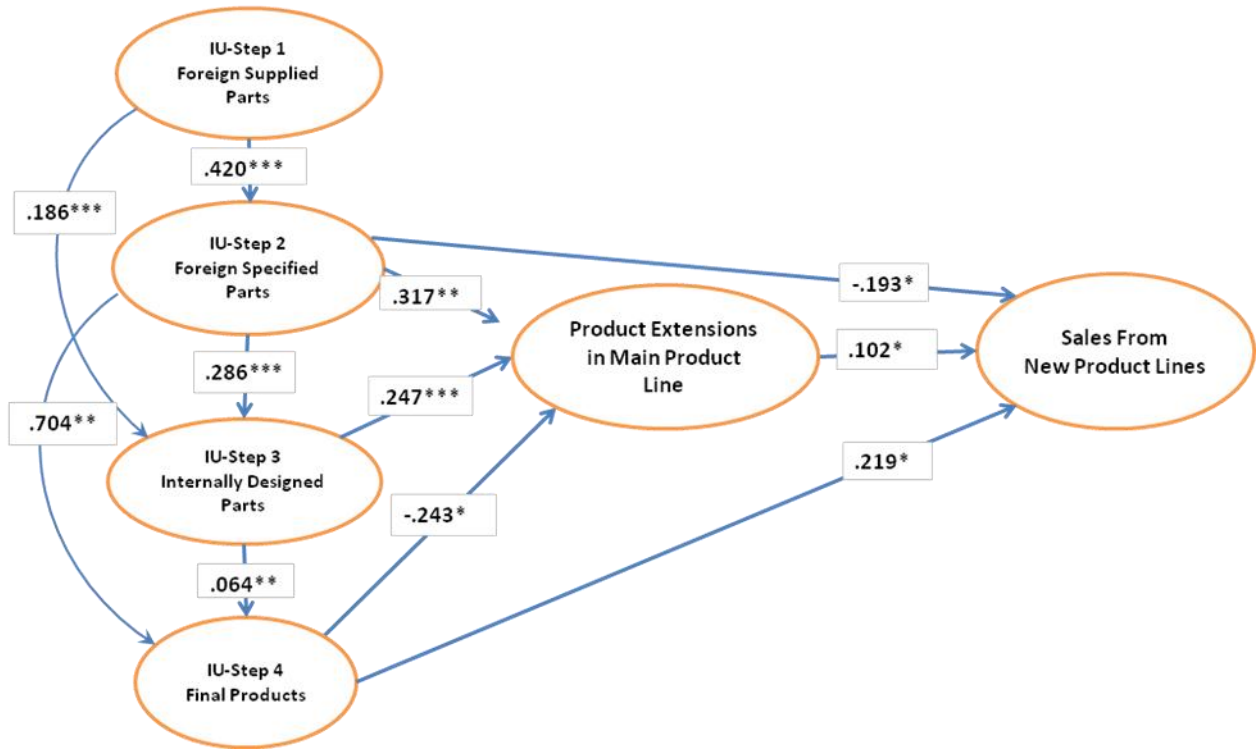 IU-Step 1
Foreign Supplied
Parts
.420***
.186***
IU-Step 2
Foreign Specified
Parts
-.193*
.317**
Product Extensions
in Main Product
Line
.102*
Sales From
New Product Lines
.286***
.247***
.704**
IU-Step 3
Internally Designed
Parts
.219*
-.243*
.064**
IU-Step 4
Final Products